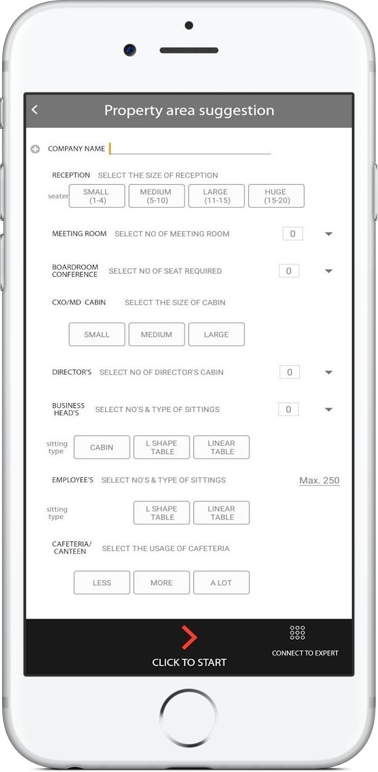 Property area suggestion
COMPANY NAME
RECEPTION SELECT THE SIZE OF RECEPTION
seater SMALL (1-4) MEDIUM (5-10) LARGE (11-15) HUGE (15-20)
MEETING ROOM SELECT NO OF MEETING ROOM 0
BOARDROOM CONFERENCE SELECT NO OF SEAT REQUIRED 0
CXO/MD CABIN SELECT THE SIZE OF CABIN
SMALL MEDIUM LARGE
DIRECTOR'S SELECT NO OF DIRECTOR'S CABIN 0
BUSINESS HEAD'S SELECT NO'S & TYPE OF SITTINGS 0
sitting type CABIN L SHAPE TABLE LINEAR TABLE
EMPLOYEE'S SELECT NO'S & TYPE OF SITTINGS Max. 250
sitting type L SHAPE TABLE LINEAR TABLE
CAFETERIA/ CANTEEN SELECT THE USAGE OF CAFETERIA
LESS MORE A LOT
CLICK TO START
CONNECT TO EXPERT